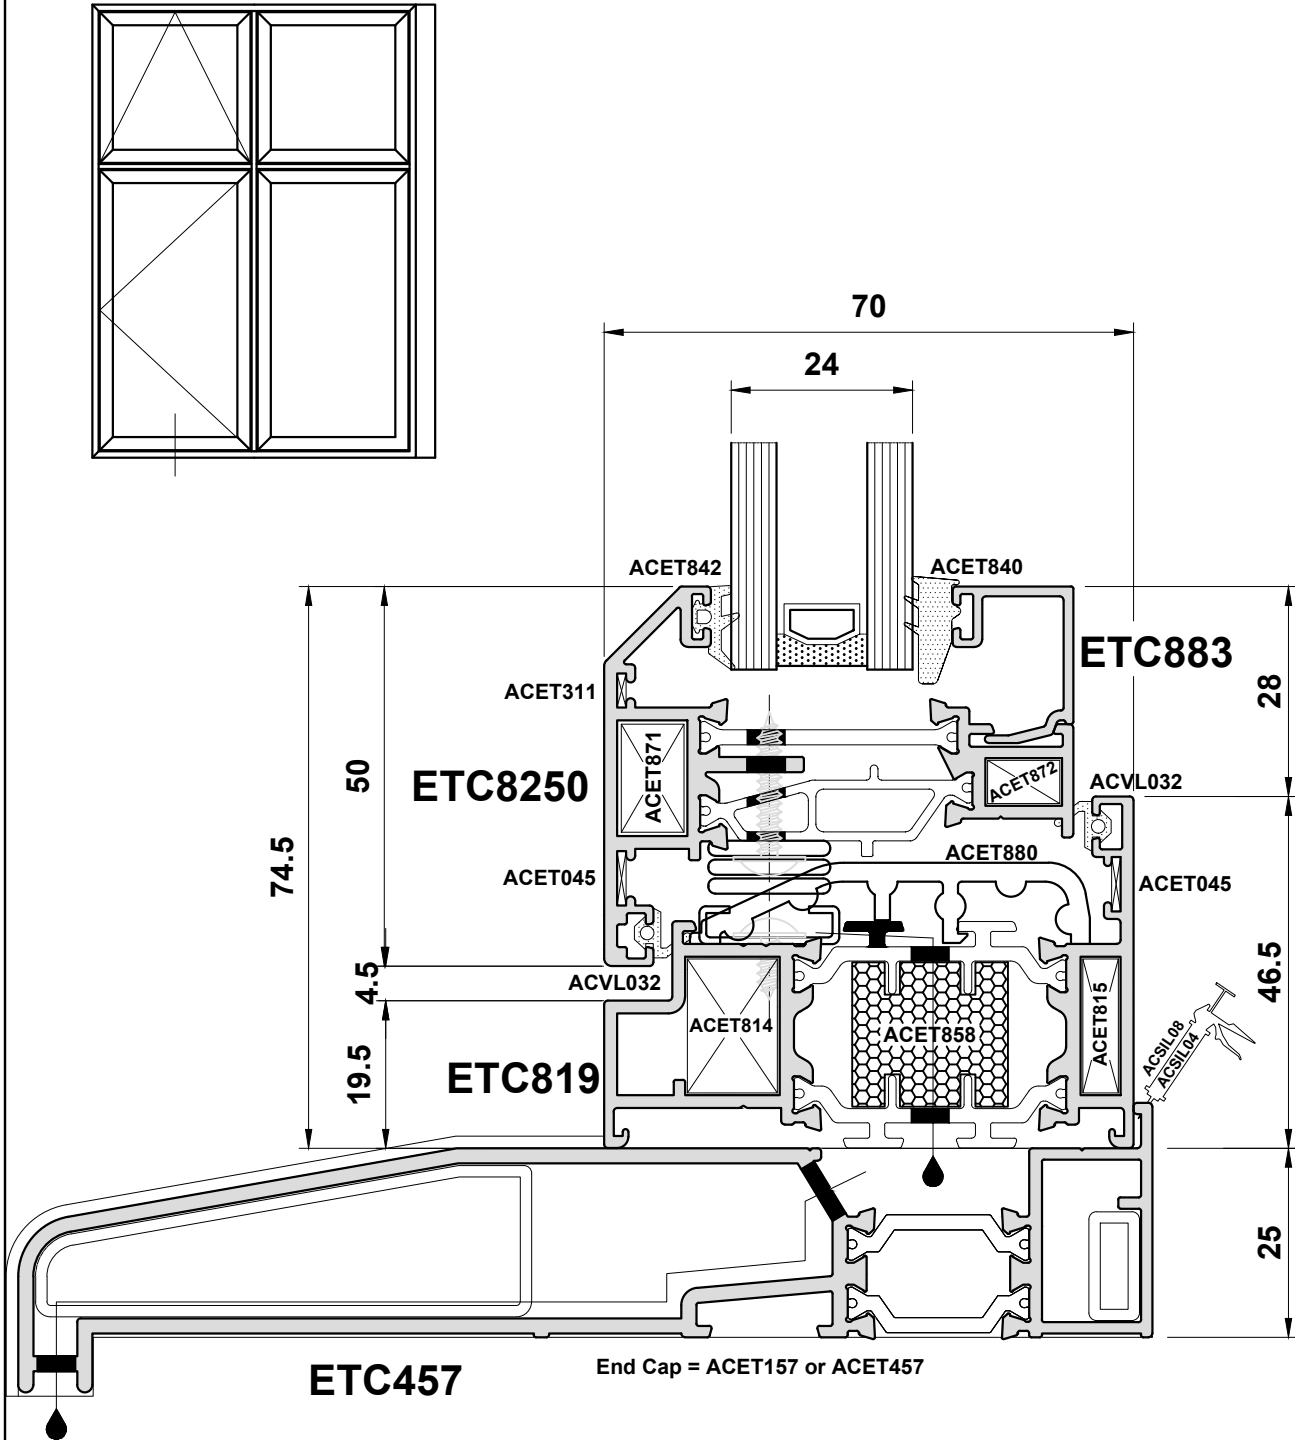 70
24
ACET842
ACET840
ETC883
ACET311
28
ACET871
ACET872
ETC8250
50
ACVL032
74.5
ACET880
ACET045
ACET045
4.5
ACVL032
46.5
ACET814
ACET858
ACET815
ACSIL08
ACSIL04
19.5
ETC819
25
End Cap = ACET157 or ACET457
ETC457